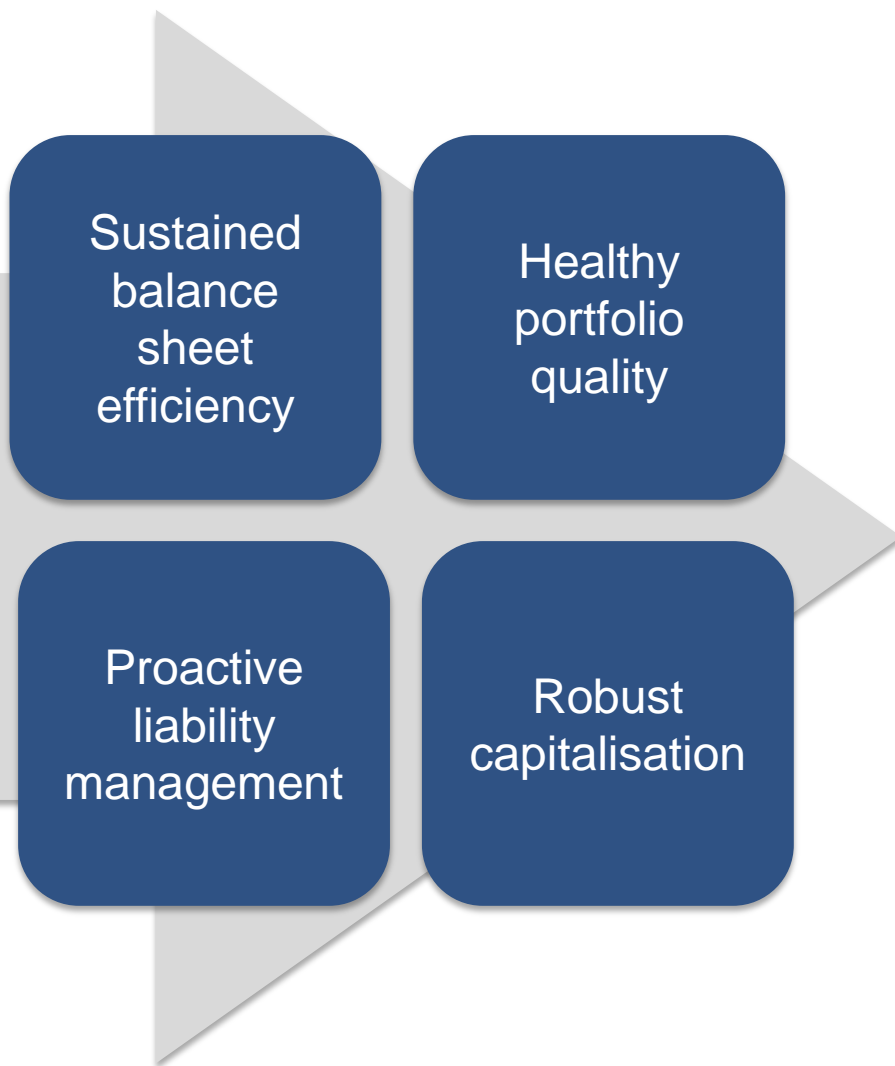 Sustained
balance
sheet
efficiency
Healthy
portfolio
quality
Proactive
liability
management
Robust
capitalisation